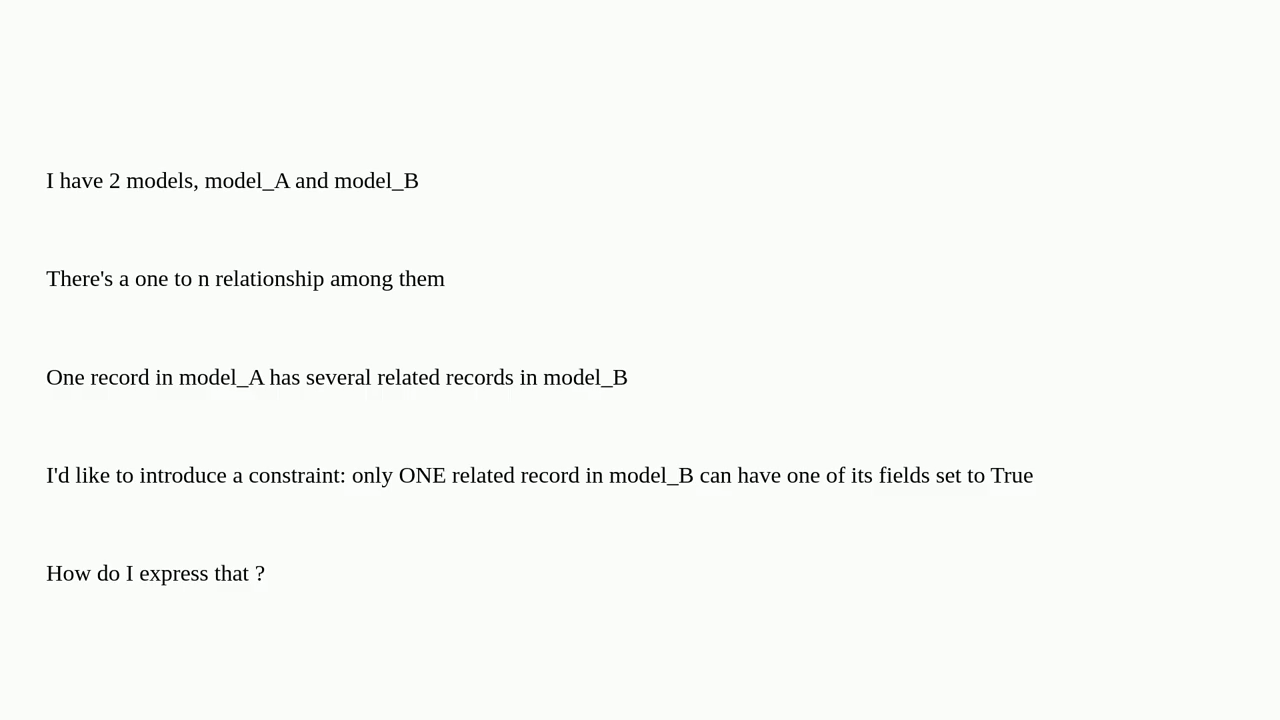 I have 2 models, model_A and model_B
There's a one to n relationship among them
One record in model_A has several related records in model_B
I'd like to introduce a constraint: only ONE related record in model_B can have one of its fields set to True
How do I express that ?